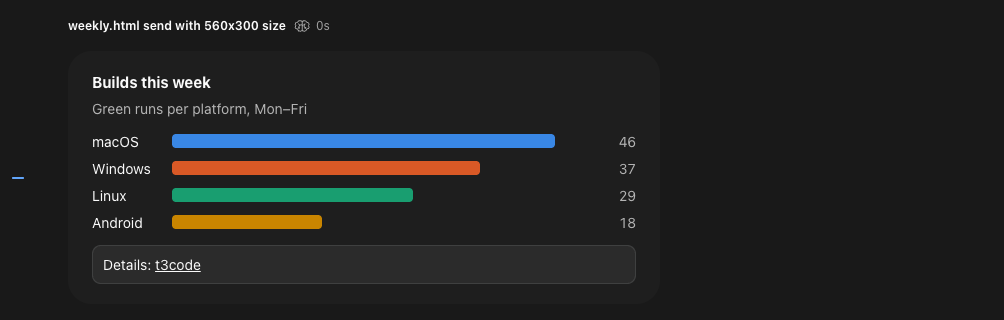 weekly.html send with 560x300 size 0s
Builds this week
Green runs per platform, Mon–Fri
macOS 46
Windows 37
Linux 29
Android 18
Details: t3code